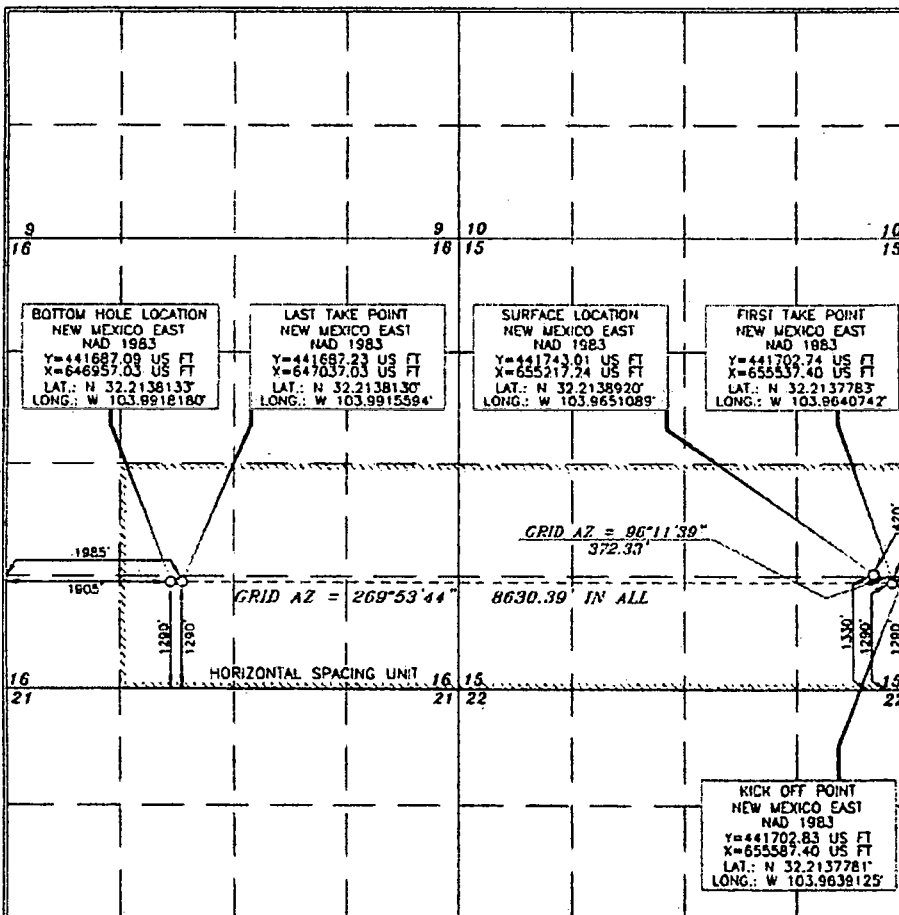 9
16
9 10
16 15
10
15
BOTTOM HOLE LOCATION
NEW MEXICO EAST
NAD 1983
Y=441687.09 US FT
X=646957.03 US FT
LAT.: N 32.2138133°
LONG.: W 103.9918180°
LAST TAKE POINT
NEW MEXICO EAST
NAD 1983
Y=441687.23 US FT
X=647037.03 US FT
LAT.: N 32.2138130°
LONG.: W 103.9915594°
SURFACE LOCATION
NEW MEXICO EAST
NAD 1983
Y=441743.01 US FT
X=655217.24 US FT
LAT.: N 32.2138920°
LONG.: W 103.9651089°
FIRST TAKE POINT
NEW MEXICO EAST
NAD 1983
Y=441702.74 US FT
X=655537.40 US FT
LAT.: N 32.2137783°
LONG.: W 103.9640742°
GRID AZ = 96°11'39"
372.33'
1985'
1905'
GRID AZ = 269°53'44" 8630.39' IN ALL
1290'
1290'
1330'
1290'
1290'
HORIZONTAL SPACING UNIT
16
21
16 15
21 22
15
22
KICK OFF POINT
NEW MEXICO EAST
NAD 1983
Y=441702.83 US FT
X=655587.40 US FT
LAT.: N 32.2137781°
LONG.: W 103.9639125°